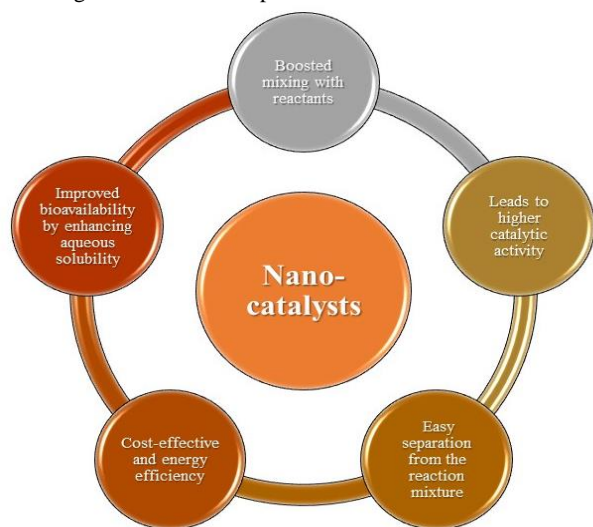 Boosted
mixing with
reactants
Leads to
higher
catalytic
activity
Easy
separation
from the
reaction
mixture
Cost-effective
and energy
efficiency
Improved
bioavailability
by enhancing
aqueous
solubility
Nano-
catalysts